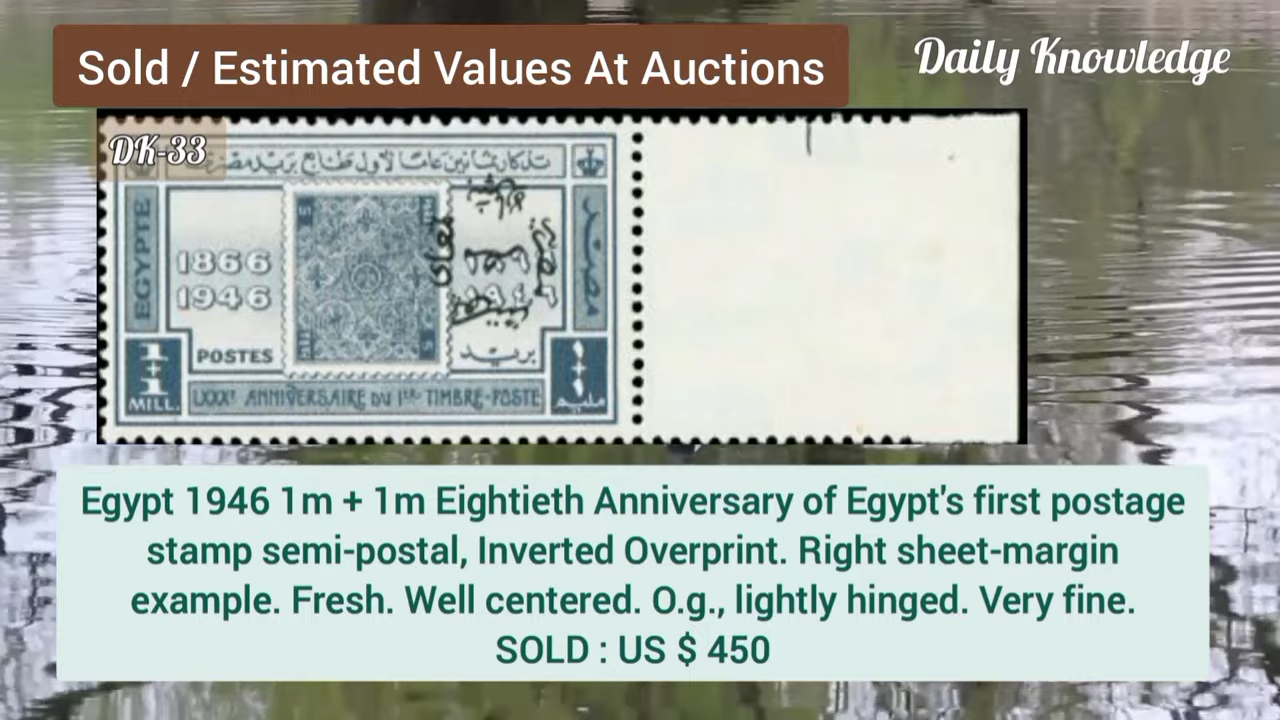 Sold / Estimated Values At Auctions
Daily Knowledge
DK-33
EGYPTE
1866
1946
POSTES
بريد
مصر
1+1
MILL.
LXXXE ANNIVERSAIRE DU 1ER TIMBRE-POSTE
Egypt 1946 1m + 1m Eightieth Anniversary of Egypt's first postage
stamp semi-postal, Inverted Overprint. Right sheet-margin
example. Fresh. Well centered. O.g., lightly hinged. Very fine.
SOLD : US $ 450